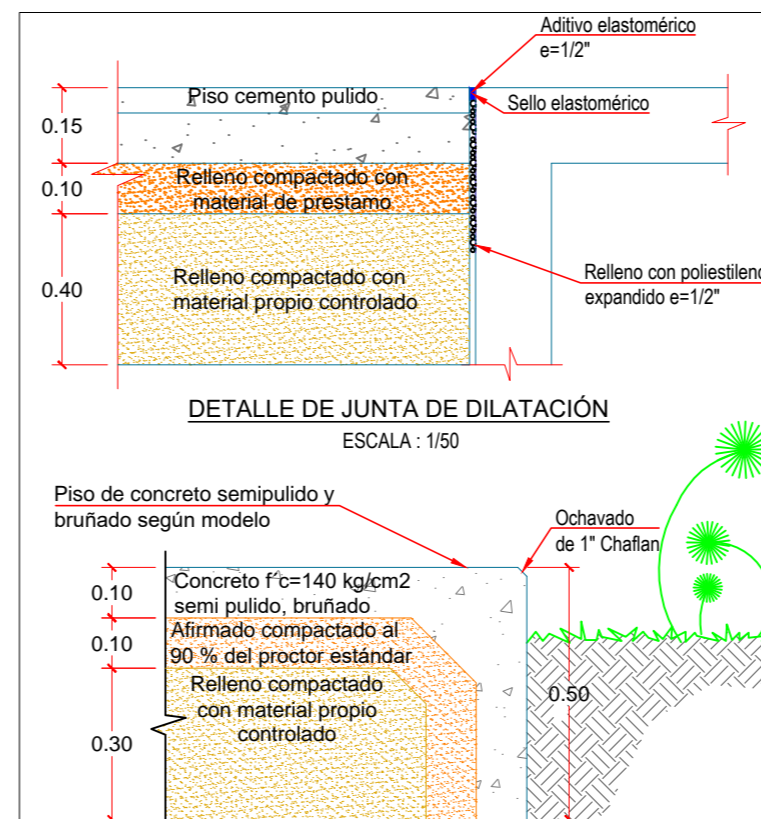 Aditivo elastomérico
e=1/2"
Piso cemento pulido
Sello elastomérico
0.15
0.10
Relleno compactado con
material de prestamo
0.40
Relleno compactado con
material propio controlado
Relleno con poliestileno
expandido e=1/2"
DETALLE DE JUNTA DE DILATACIÓN
ESCALA : 1/50
Piso de concreto semipulido y
bruñado según modelo
Ochavado
de 1" Chaflan
0.10
Concreto f'c=140 kg/cm2
semi pulido, bruñado
0.10
Afirmado compactado al
90 % del proctor estándar
Relleno compactado
con material propio
controlado
0.50
0.30